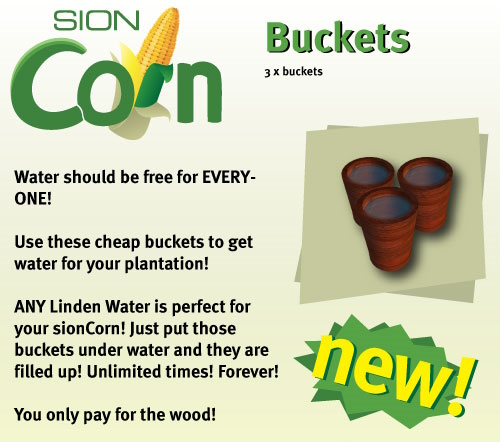 SION
Corn
Buckets
3 x buckets
Water should be free for EVERY-
ONE!
Use these cheap buckets to get
water for your plantation!
ANY Linden Water is perfect for
your sionCorn! Just put those
buckets under water and they are
filled up! Unlimited times! Forever!
You only pay for the wood!
new!